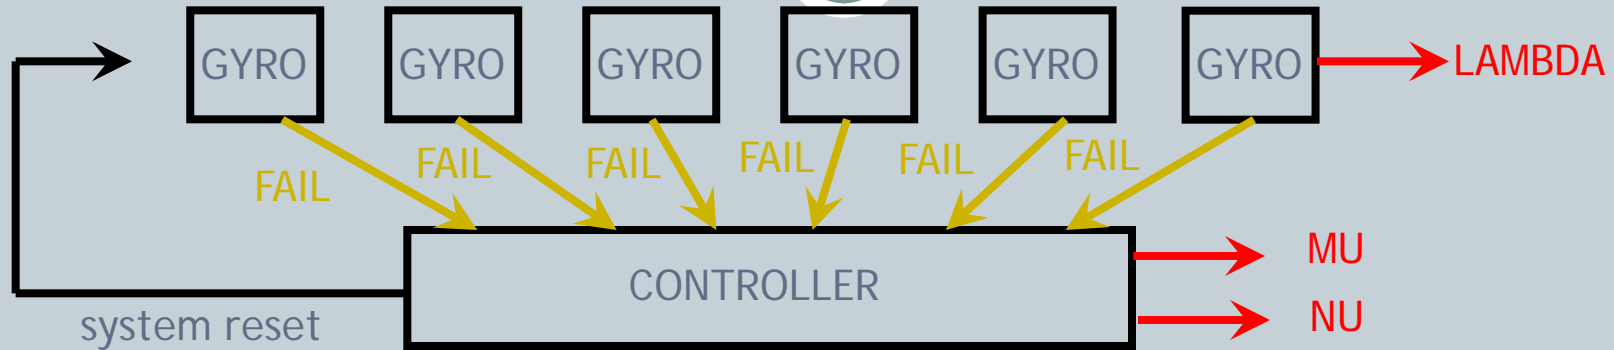 GYRO GYRO GYRO GYRO GYRO GYRO LAMBDA
FAIL FAIL FAIL FAIL FAIL FAIL
CONTROLLER
MU
NU
system reset